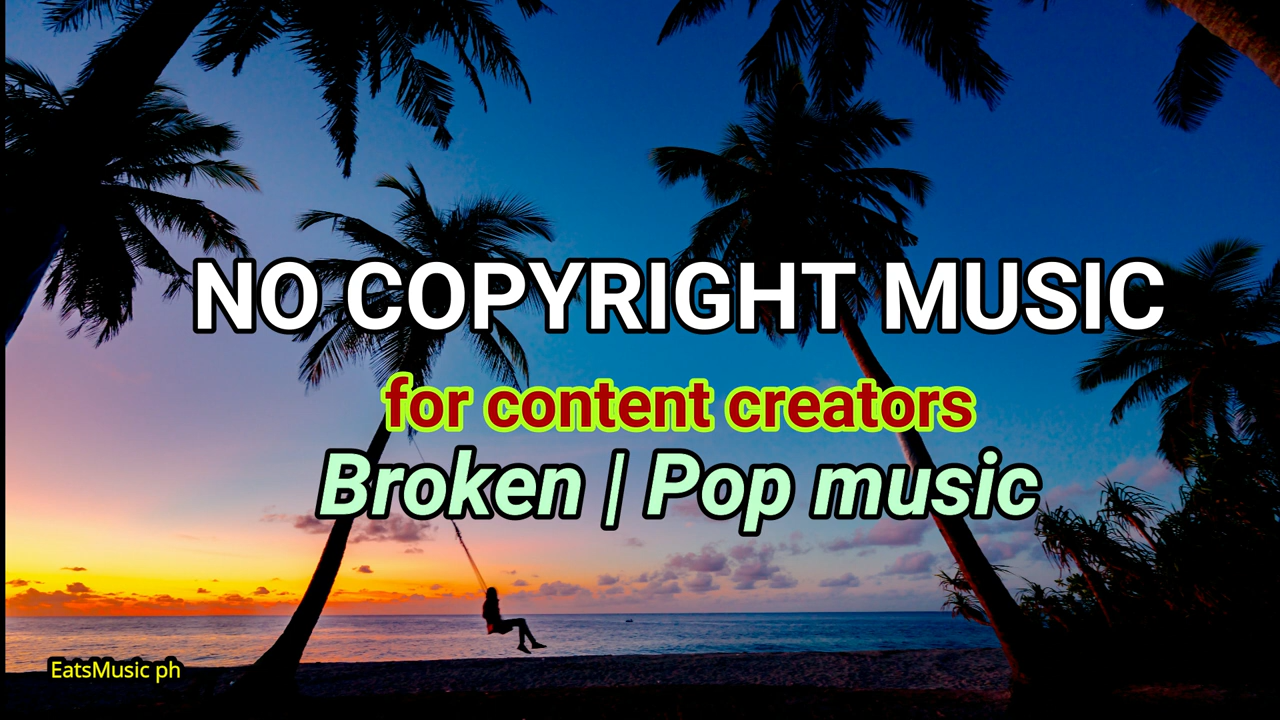 NO COPYRIGHT MUSIC
for content creators
Broken | Pop music
EatsMusic ph